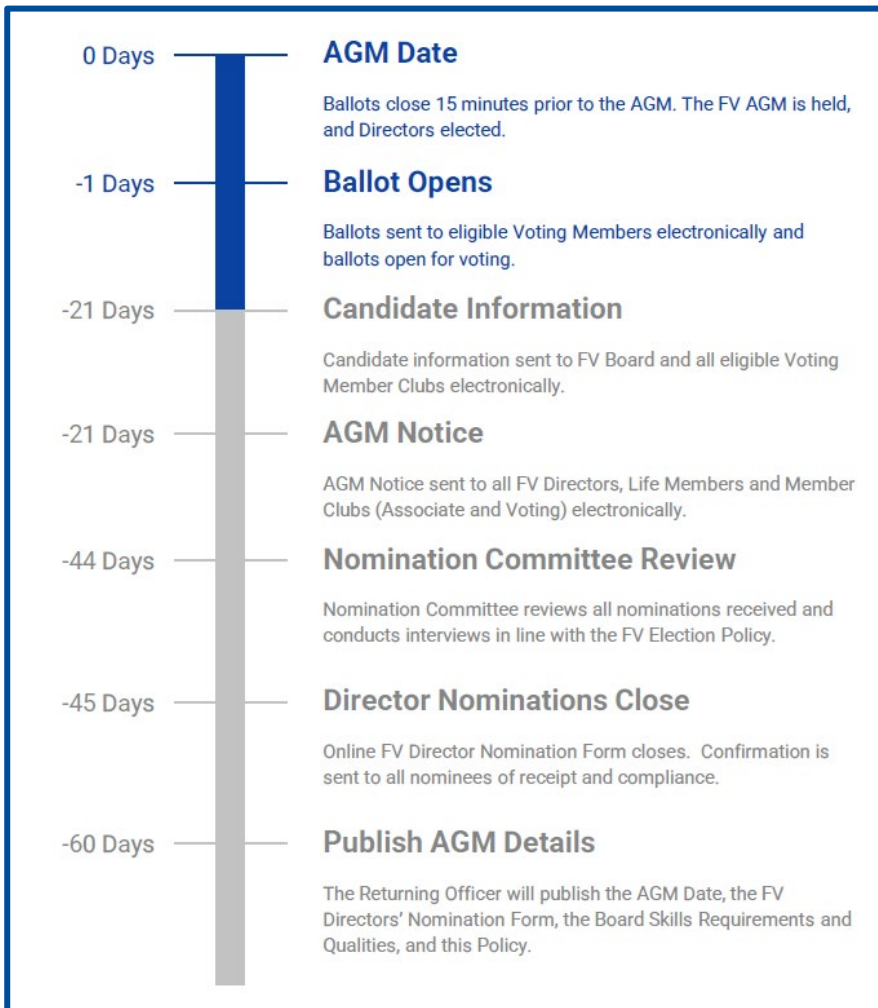 0 Days
AGM Date
Ballots close 15 minutes prior to the AGM. The FV AGM is held,
and Directors elected.
-1 Days
Ballot Opens
Ballots sent to eligible Voting Members electronically and
ballots open for voting.
-21 Days
Candidate Information
Candidate information sent to FV Board and all eligible Voting
Member Clubs electronically.
-21 Days
AGM Notice
AGM Notice sent to all FV Directors, Life Members and Member
Clubs (Associate and Voting) electronically.
-44 Days
Nomination Committee Review
Nomination Committee reviews all nominations received and
conducts interviews in line with the FV Election Policy.
-45 Days
Director Nominations Close
Online FV Director Nomination Form closes.  Confirmation is
sent to all nominees of receipt and compliance.
-60 Days
Publish AGM Details
The Returning Officer will publish the AGM Date, the FV
Directors’ Nomination Form, the Board Skills Requirements and
Qualities, and this Policy.